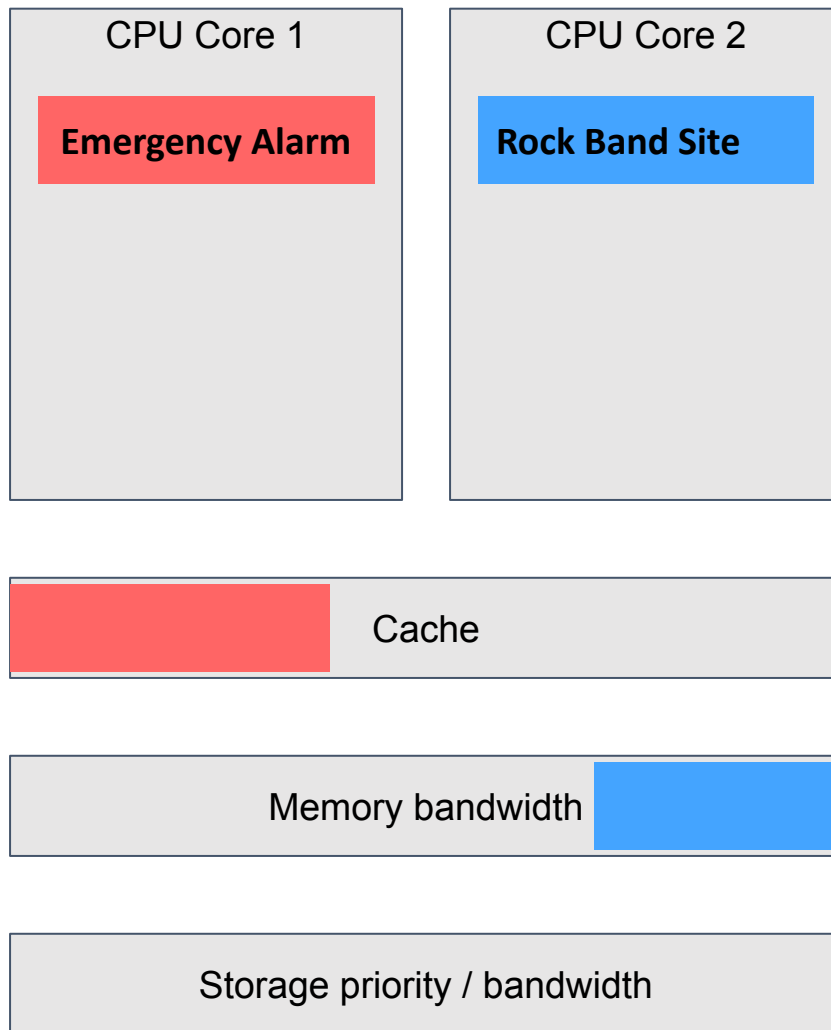 CPU Core 1
CPU Core 2
Emergency Alarm
Rock Band Site
Cache
Memory bandwidth
Storage priority / bandwidth